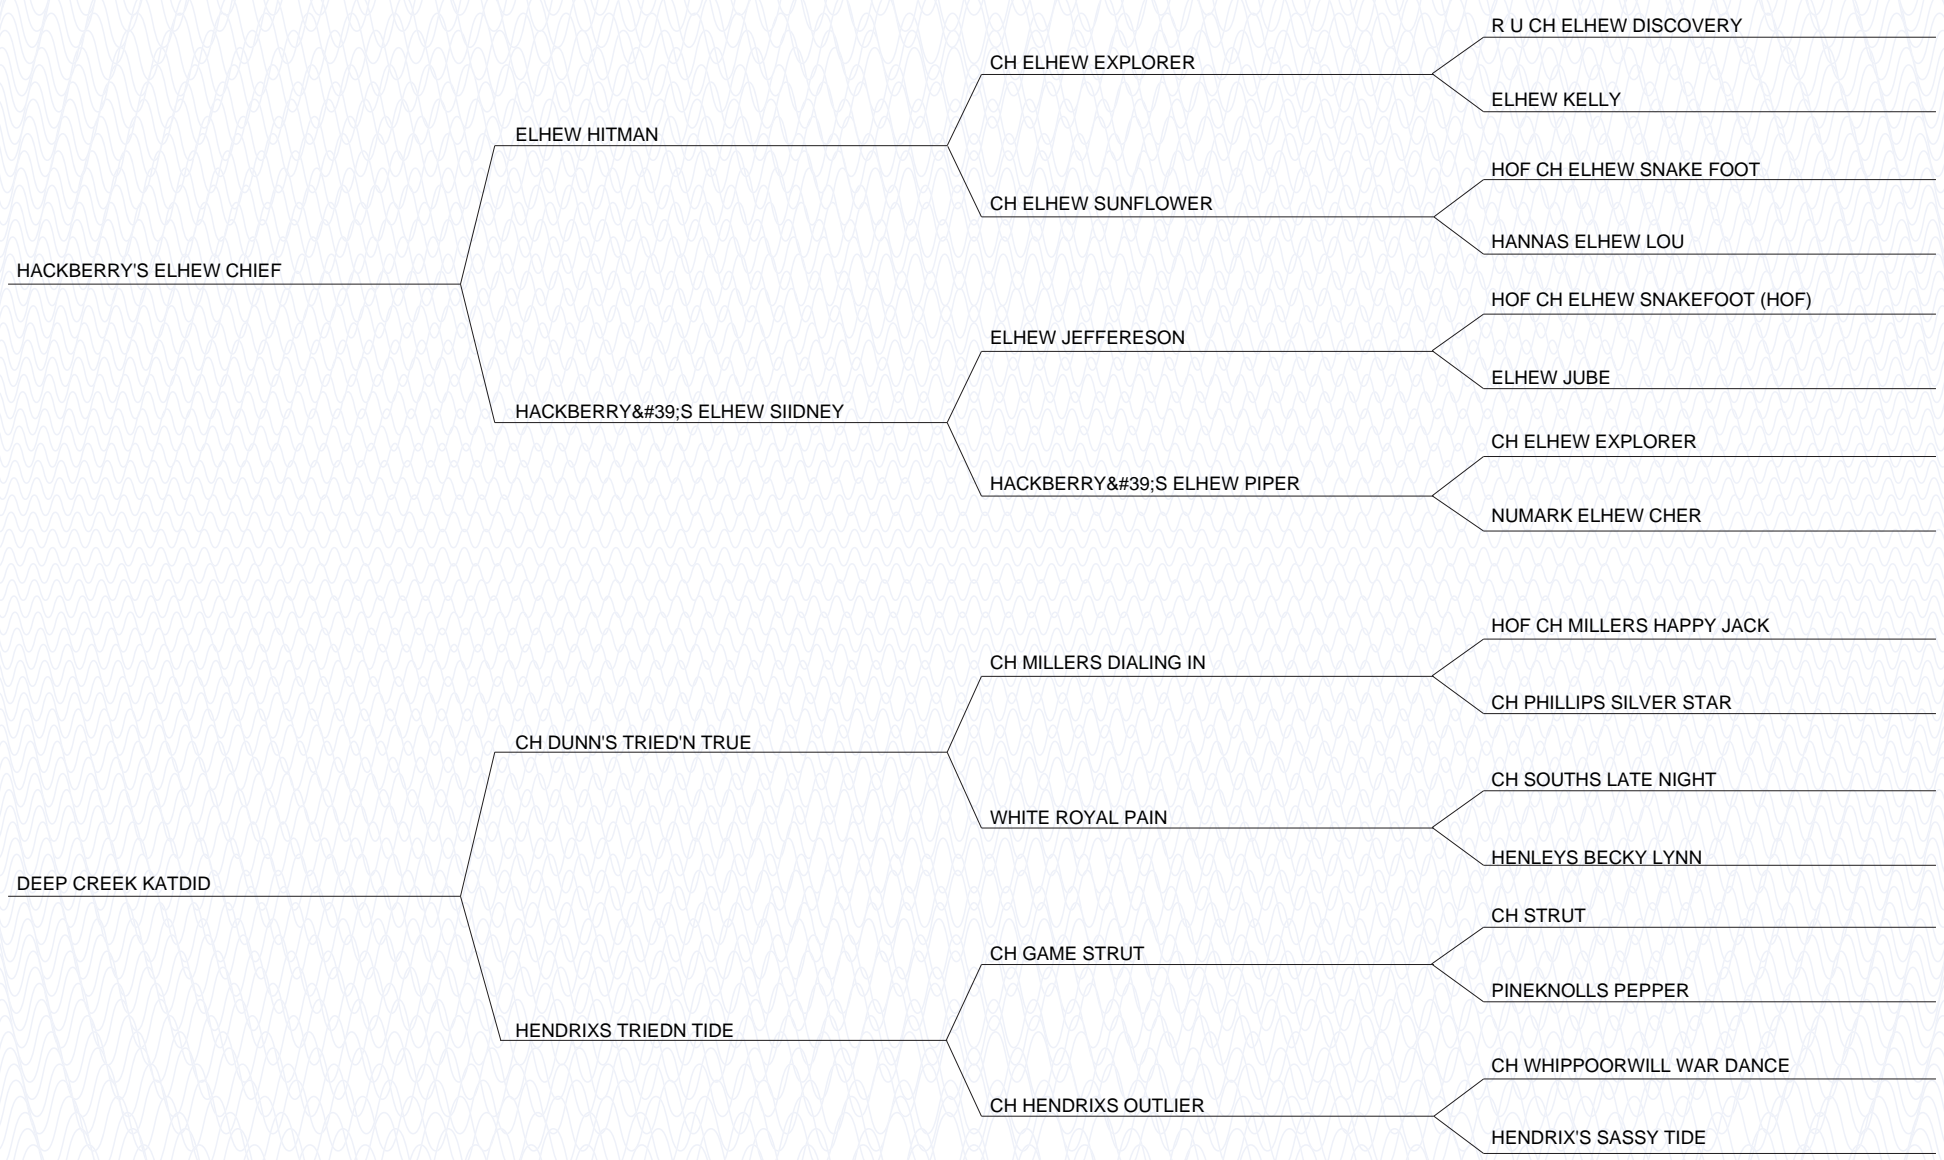 R U CH ELHEW DISCOVERY
CH ELHEW EXPLORER
ELHEW KELLY
ELHEW HITMAN
HOF CH ELHEW SNAKE FOOT
CH ELHEW SUNFLOWER
HANNAS ELHEW LOU
HACKBERRY'S ELHEW CHIEF
HOF CH ELHEW SNAKEFOOT (HOF)
ELHEW JEFFERESON
ELHEW JUBE
HACKBERRY&#39;S ELHEW SIIDNEY
CH ELHEW EXPLORER
HACKBERRY&#39;S ELHEW PIPER
NUMARK ELHEW CHER
HOF CH MILLERS HAPPY JACK
CH MILLERS DIALING IN
CH PHILLIPS SILVER STAR
CH DUNN'S TRIED'N TRUE
CH SOUTHS LATE NIGHT
WHITE ROYAL PAIN
HENLEYS BECKY LYNN
DEEP CREEK KATDID
CH STRUT
CH GAME STRUT
PINEKNOLLS PEPPER
HENDRIXS TRIEDN TIDE
CH WHIPPOORWILL WAR DANCE
CH HENDRIXS OUTLIER
HENDRIX'S SASSY TIDE